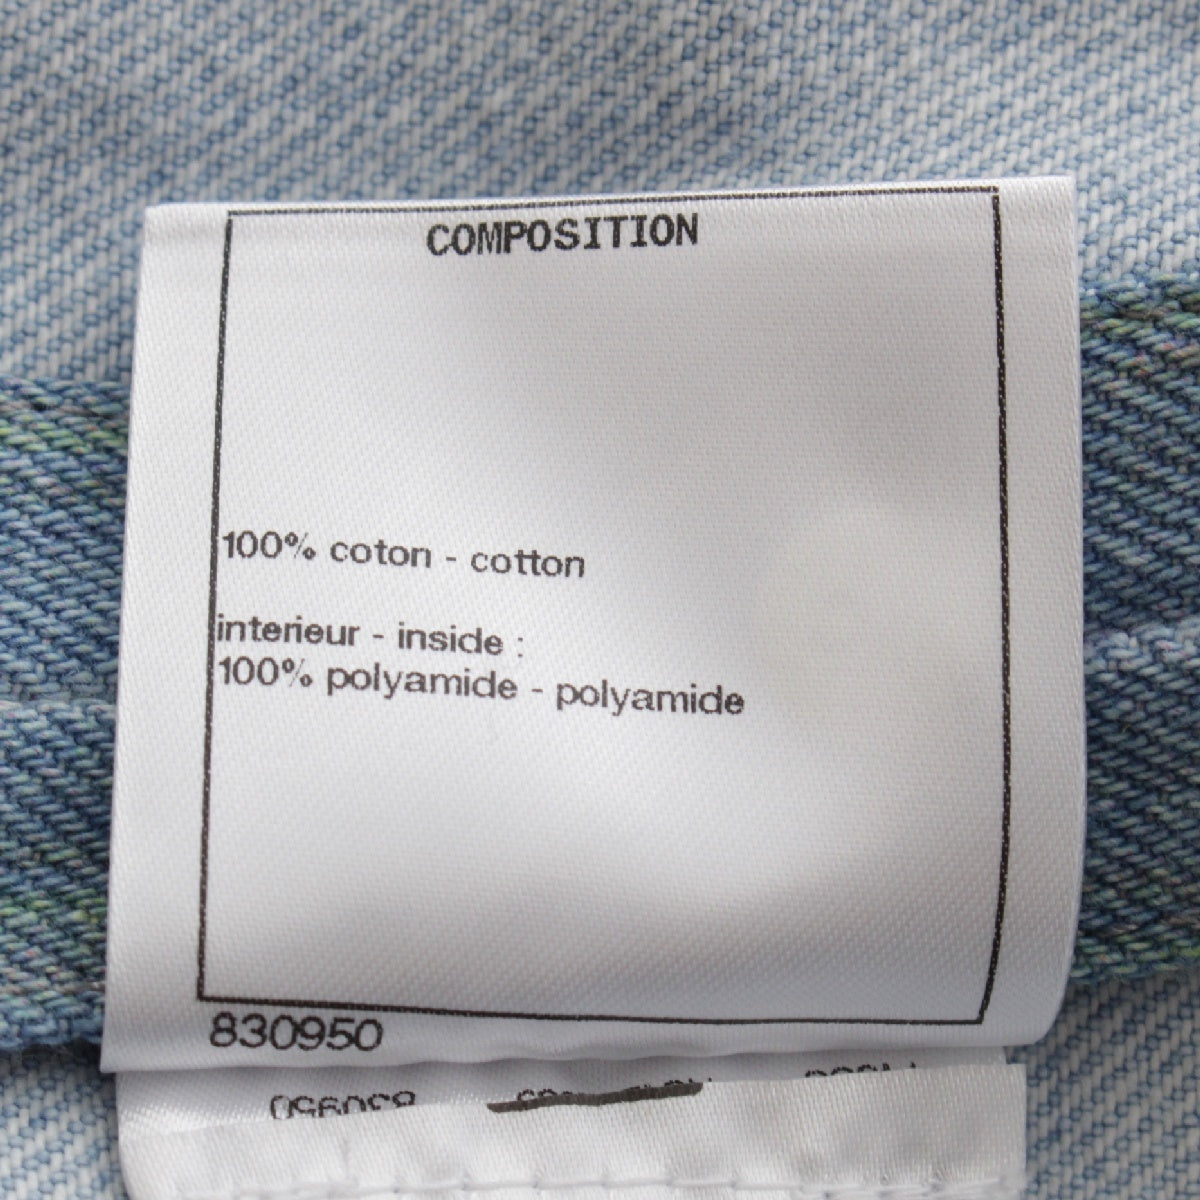 COMPOSITION
100% coton - cotton
interieur - inside :
100% polyamide - polyamide
830950